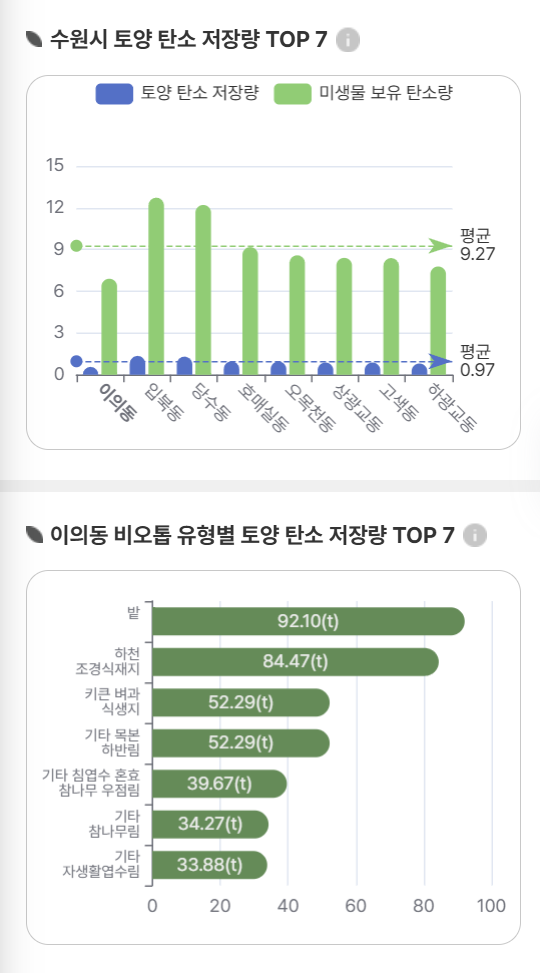 수원시 토양 탄소 저장량 TOP 7 i
토양 탄소 저장량 미생물 보유 탄소량
15
12
9
6
3
0
평균
9.27
평균
0.97
이의동 입북동 당수동 호매실동 오목천동 상광교동 고색동 하광교동
이의동 비오톱 유형별 토양 탄소 저장량 TOP 7 i
밭 92.10(t)
하천
조경식재지 84.47(t)
키큰 벼과
식생지 52.29(t)
기타 목본
하반림 52.29(t)
기타 침엽수 혼효
참나무 우점림 39.67(t)
기타
참나무림 34.27(t)
기타
자생활엽수림 33.88(t)
0 20 40 60 80 100